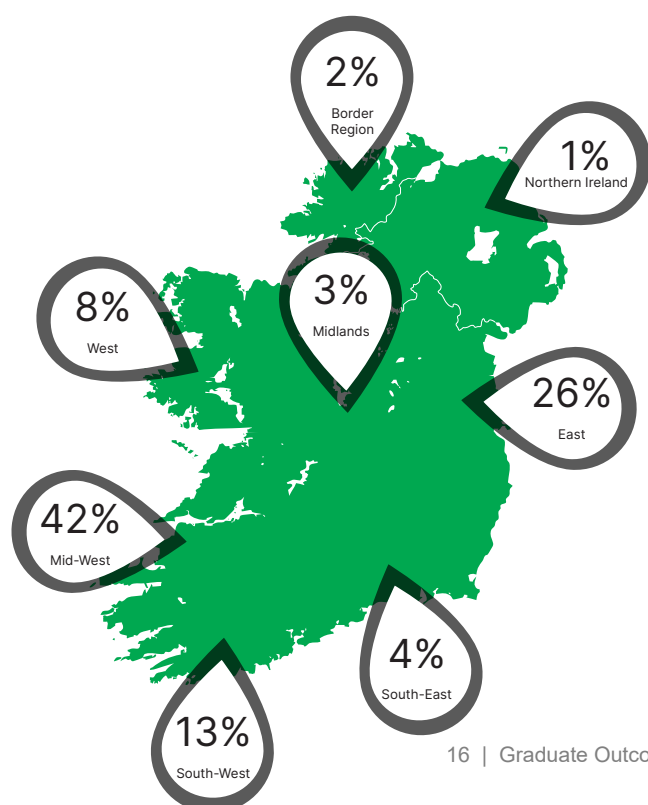 2%
Border
Region
1%
Northern Ireland
3%
Midlands
8%
West
26%
East
42%
Mid-West
4%
South-East
13%
South-West
16 | Graduate Outco